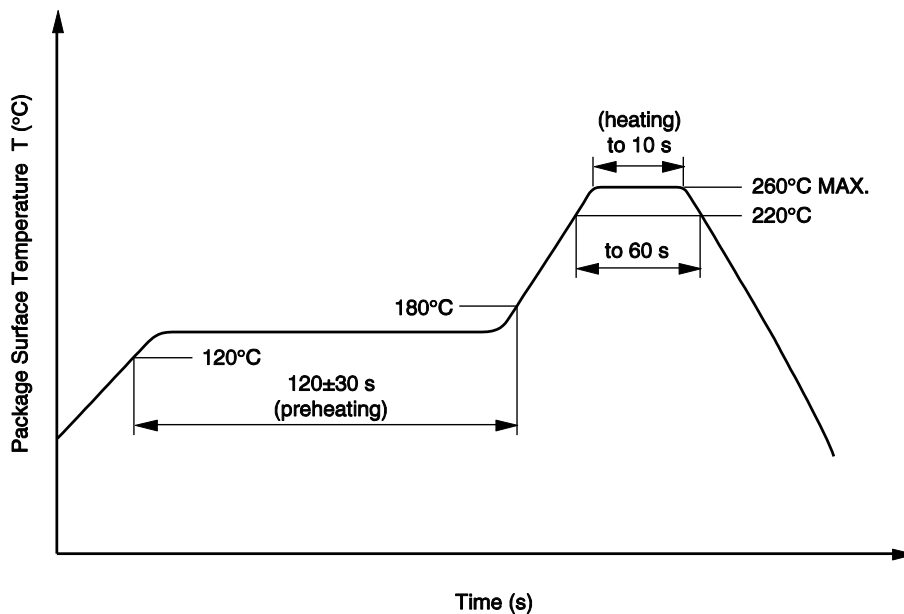 Package Surface Temperature T (°C)
(heating)
to 10 s
260°C MAX.
220°C
to 60 s
180°C
120°C
120±30 s
(preheating)
Time (s)